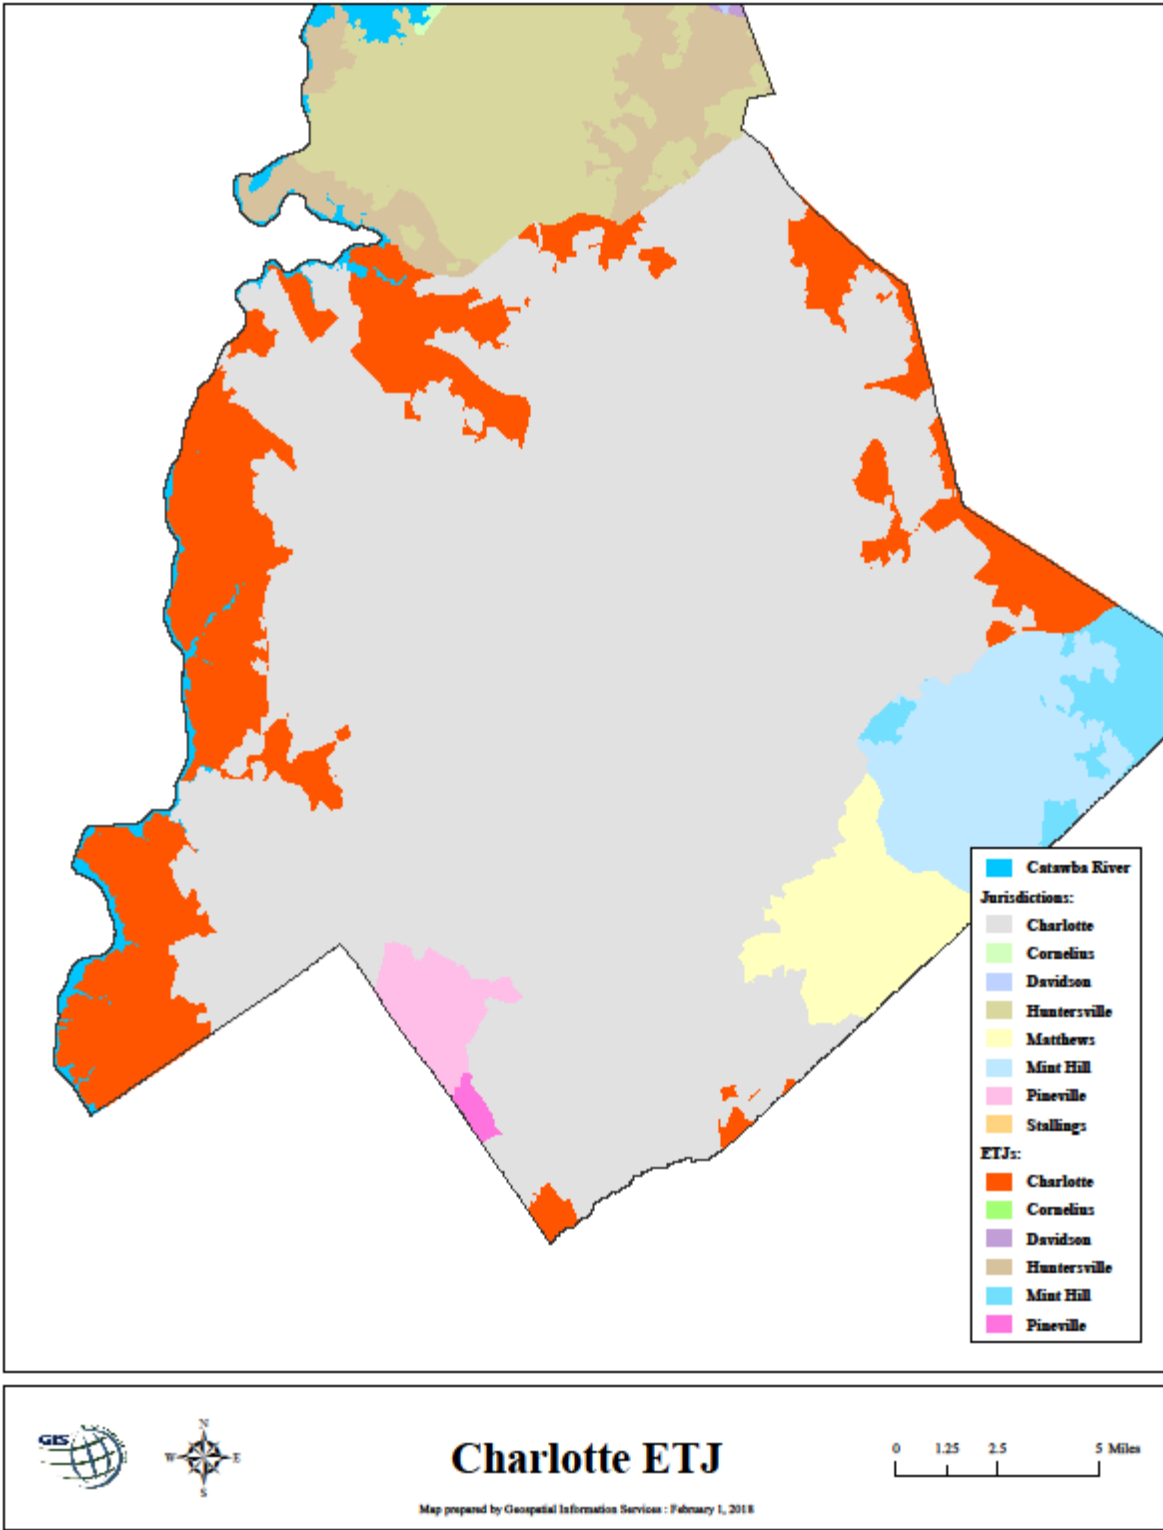 Catawba River
Jurisdictions:
Charlotte
Cornelius
Davidson
Huntersville
Matthews
Mint Hill
Pineville
Stallings
ETJs:
Charlotte
Cornelius
Davidson
Huntersville
Mint Hill
Pineville
GIS
N
W E
S
Charlotte ETJ
Map prepared by Geospatial Information Services : February 1, 2018
0 1.25 2.5 5 Miles